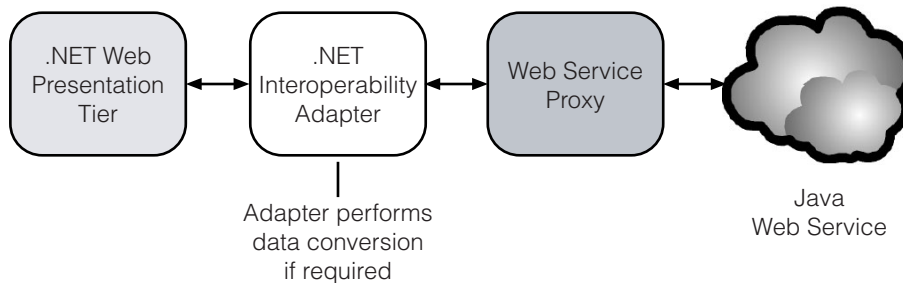 .NET Web
Presentation
Tier
.NET
Interoperability
Adapter
Web Service
Proxy
Adapter performs
data conversion
if required
Java
Web Service